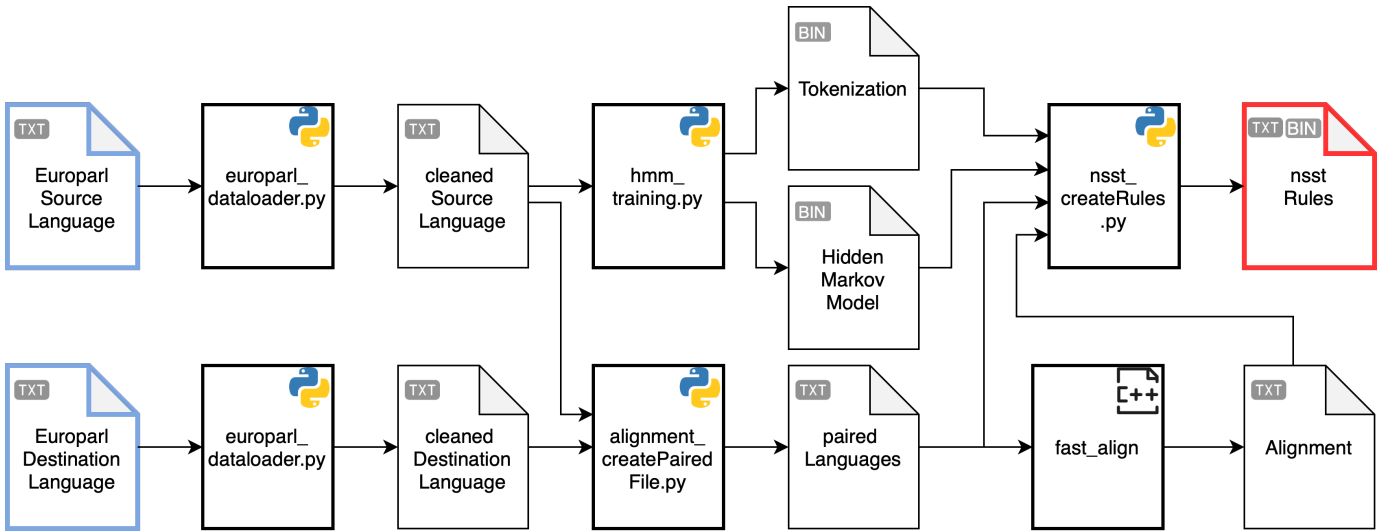 TXT
Europarl
Source
Language
europarl_
dataloader.py
TXT
cleaned
Source
Language
hmm_
training.py
BIN
Tokenization
BIN
Hidden
Markov
Model
nsst_
createRules
.py
TXT BIN
nsst
Rules
TXT
Europarl
Destination
Language
europarl_
dataloader.py
TXT
cleaned
Destination
Language
alignment_
createPaired
File.py
TXT
paired
Languages
C++
fast_align
TXT
Alignment